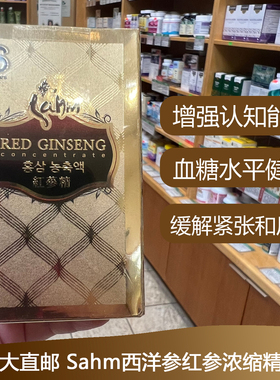 Sahm
RED GINSENG
concentrate
홍삼 농축액
紅蔘精
增强认知能
血糖水平健
缓解紧张和
大直邮 Sahm西洋参红参浓缩精